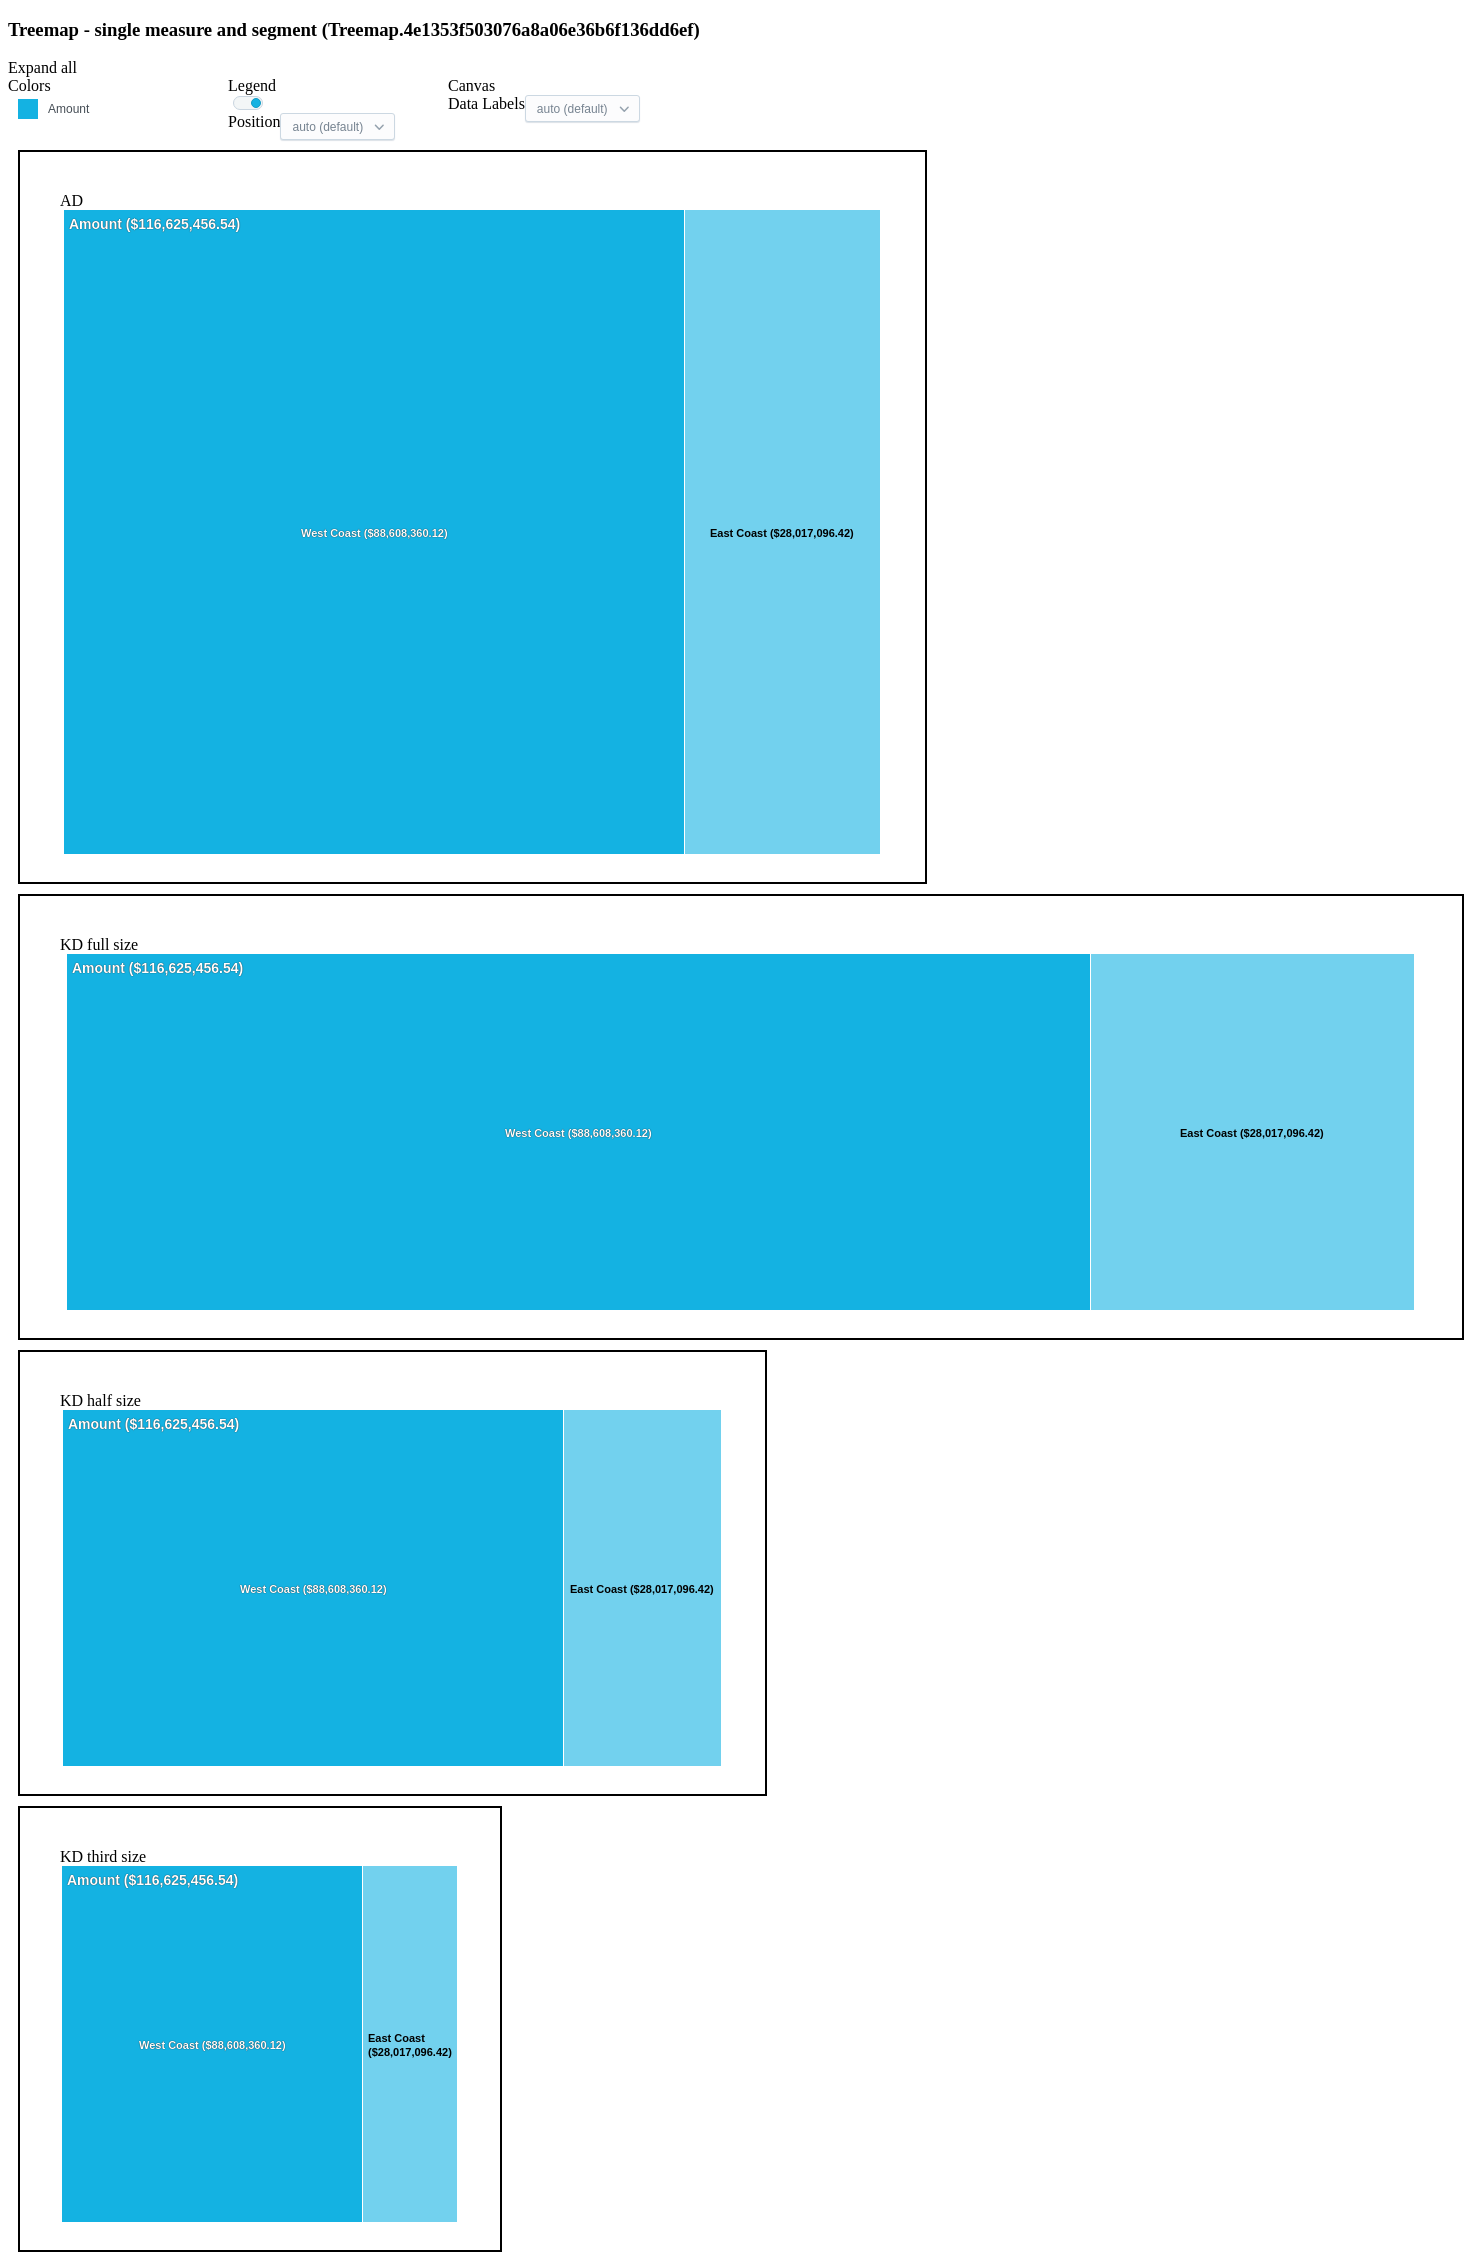 Treemap - single measure and segment (Treemap.4e1353f503076a8a06e36b6f136dd6ef)
Expand all
Colors
Amount
Legend
Position auto (default)
Canvas
Data Labels auto (default)
AD
Amount ($116,625,456.54)
West Coast ($88,608,360.12)
East Coast ($28,017,096.42)
KD full size
Amount ($116,625,456.54)
West Coast ($88,608,360.12)
East Coast ($28,017,096.42)
KD half size
Amount ($116,625,456.54)
West Coast ($88,608,360.12)
East Coast ($28,017,096.42)
KD third size
Amount ($116,625,456.54)
West Coast ($88,608,360.12)
East Coast
($28,017,096.42)